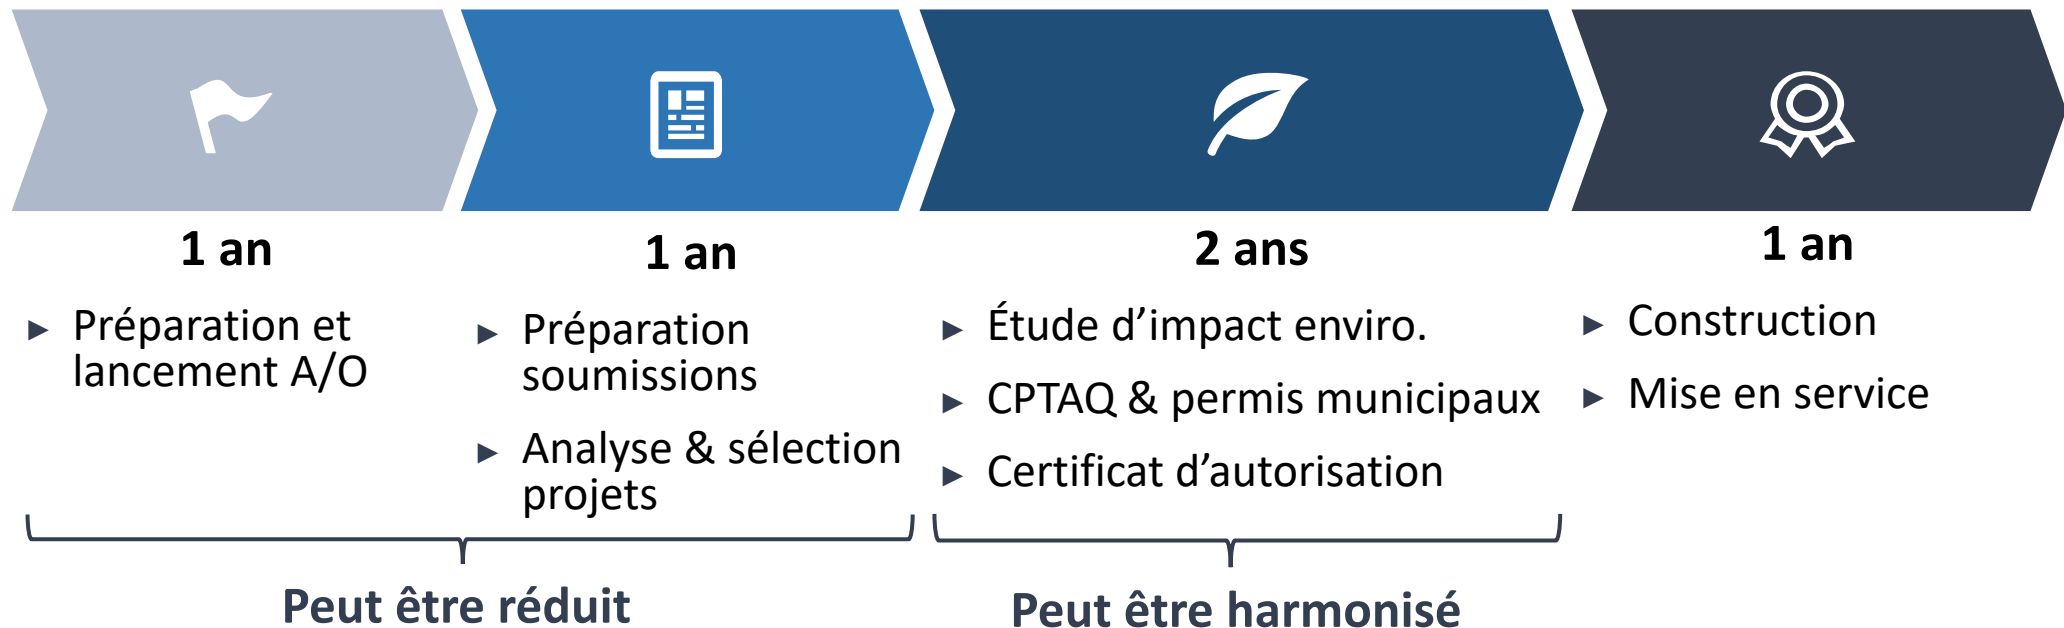 1 an
► Préparation et
lancement A/O
1 an
► Préparation
soumissions
► Analyse & sélection
projets
2 ans
► Étude d’impact enviro.
► CPTAQ & permis municipaux
► Certificat d’autorisation
1 an
► Construction
► Mise en service
Peut être réduit
Peut être harmonisé